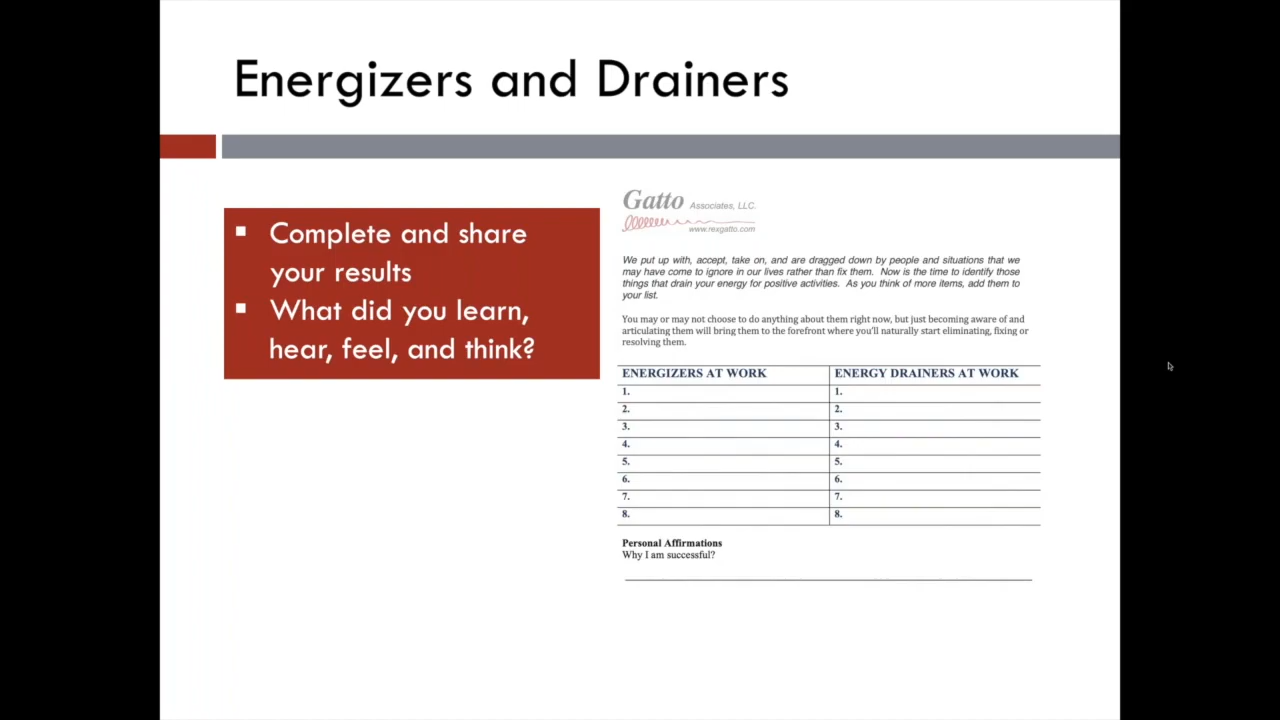 Energizers and Drainers
▪ Complete and share
your results
▪ What did you learn,
hear, feel, and think?
Gatto Associates, LLC.
www.rexgatto.com
We put up with, accept, take on, and are dragged down by people and situations that we
may have come to ignore in our lives rather than fix them. Now is the time to identify those
things that drain your energy for positive activities. As you think of more items, add them to
your list.
You may or may not choose to do anything about them right now, but just becoming aware of and
articulating them will bring them to the forefront where you'll naturally start eliminating, fixing or
resolving them.
ENERGIZERS AT WORK ENERGY DRAINERS AT WORK
1. 1.
2. 2.
3. 3.
4. 4.
5. 5.
6. 6.
7. 7.
8. 8.
Personal Affirmations
Why I am successful?